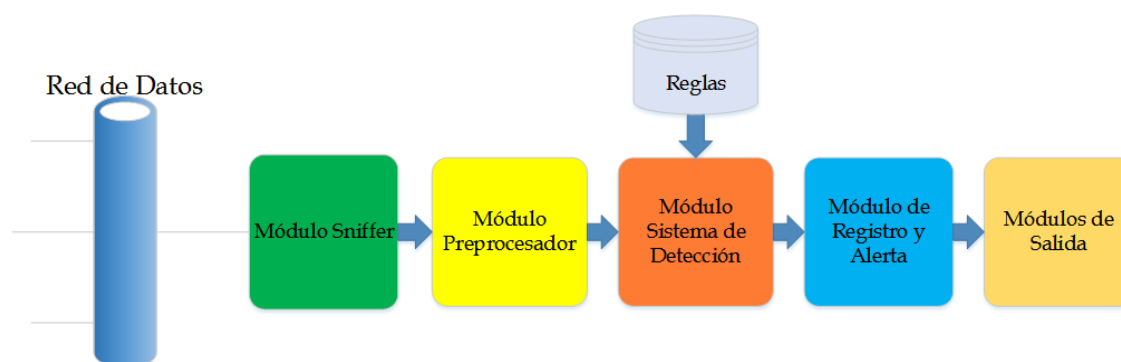 Red de Datos
Reglas
Módulo Sniffer
Módulo
Preprocesador
Módulo
Sistema de
Detección
Módulo de
Registro y
Alerta
Módulos de
Salida